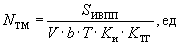 N_ТМ = S_ИВПП / (V · b · T · K_и · K_ТГ), ед